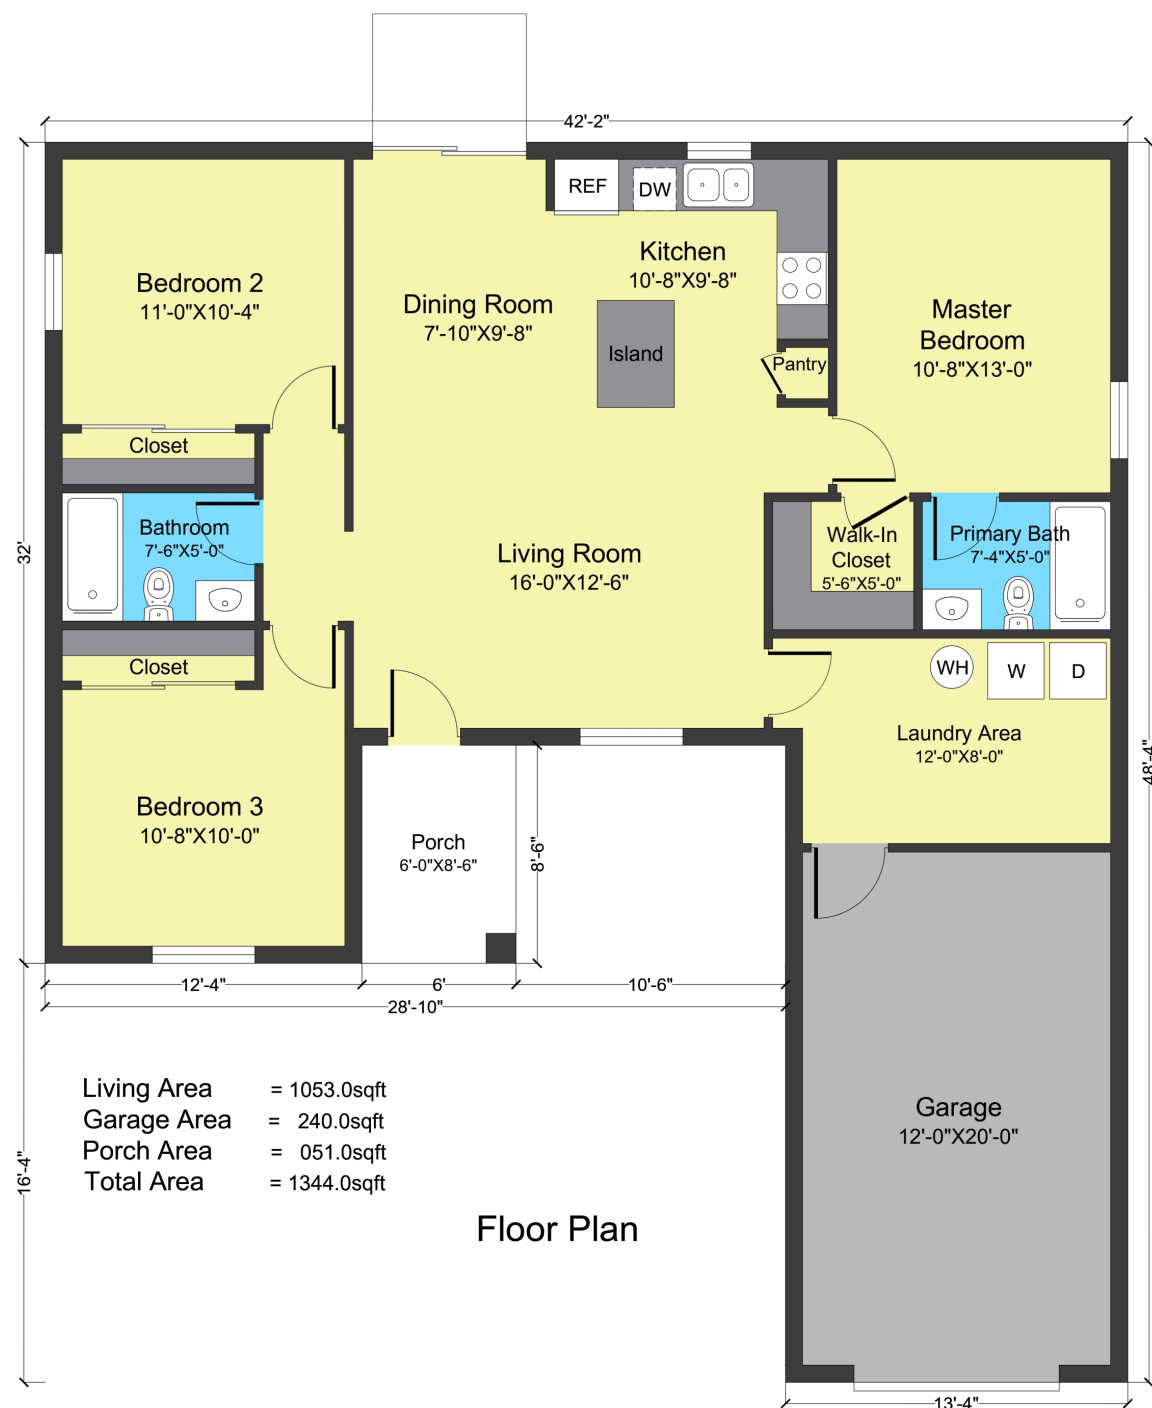 42'-2"
REF
DW
Kitchen
10'-8"X9'-8"
Bedroom 2
11'-0"X10'-4"
Dining Room
7'-10"X9'-8"
Master
Bedroom
10'-8"X13'-0"
Island
Pantry
Closet
Bathroom
7'-6"X5'-0"
32'
Living Room
16'-0"X12'-6"
Walk-In
Closet
5'-6"X5'-0"
Primary Bath
7'-4"X5'-0"
Closet
WH
W
D
Laundry Area
12'-0"X8'-0"
48'-4"
Bedroom 3
10'-8"X10'-0"
Porch
6'-0"X8'-6"
8'-6"
12'-4"
6'
10'-6"
28'-10"
Living Area = 1053.0sqft
Garage Area = 240.0sqft
Porch Area = 051.0sqft
Total Area = 1344.0sqft
16'-4"
Garage
12'-0"X20'-0"
Floor Plan
13'-4"